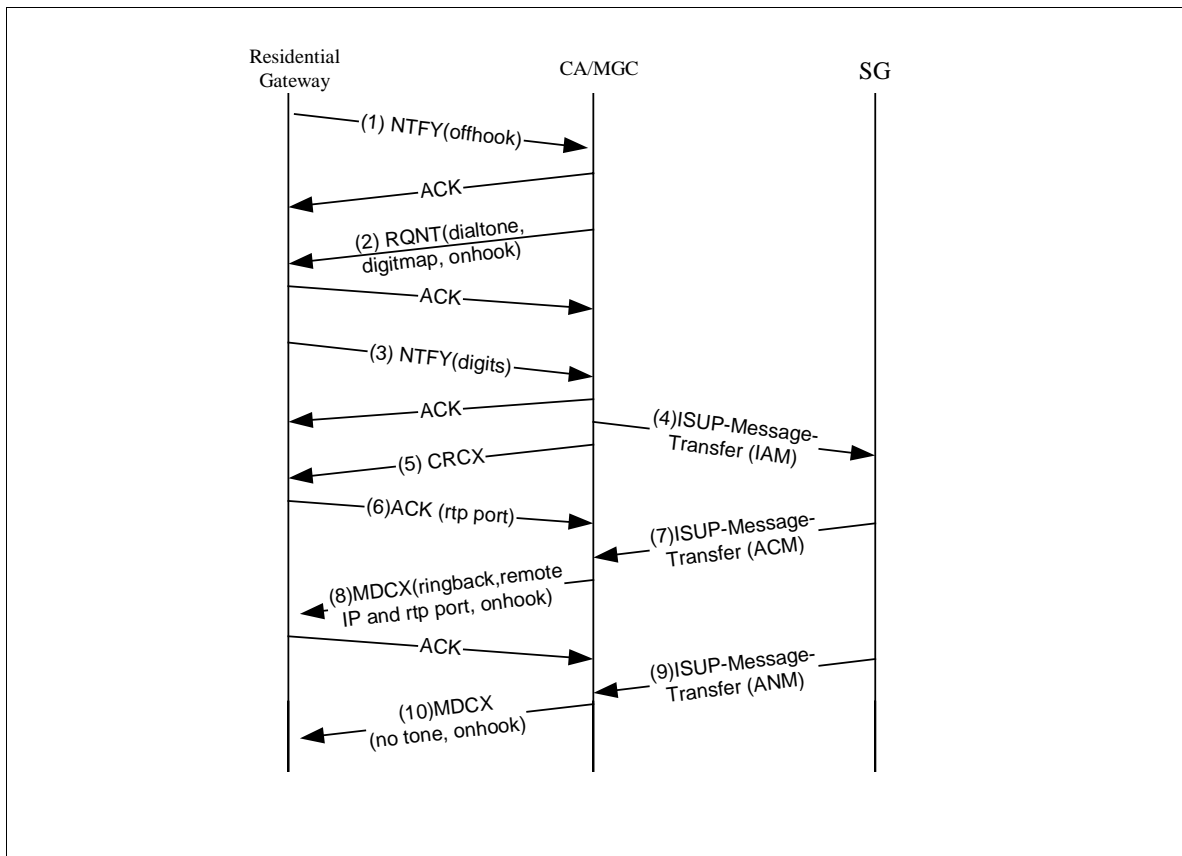 Residential
Gateway
CA/MGC
SG
(1) NTFY(offhook)
ACK
(2) RQNT(dialtone,
digitmap, onhook)
ACK
(3) NTFY(digits)
ACK
(4)ISUP-Message-
Transfer (IAM)
(5) CRCX
(6)ACK (rtp port)
(7)ISUP-Message-
Transfer (ACM)
(8)MDCX(ringback,remote
IP and rtp port, onhook)
ACK
(9)ISUP-Message-
Transfer (ANM)
(10)MDCX
(no tone, onhook)